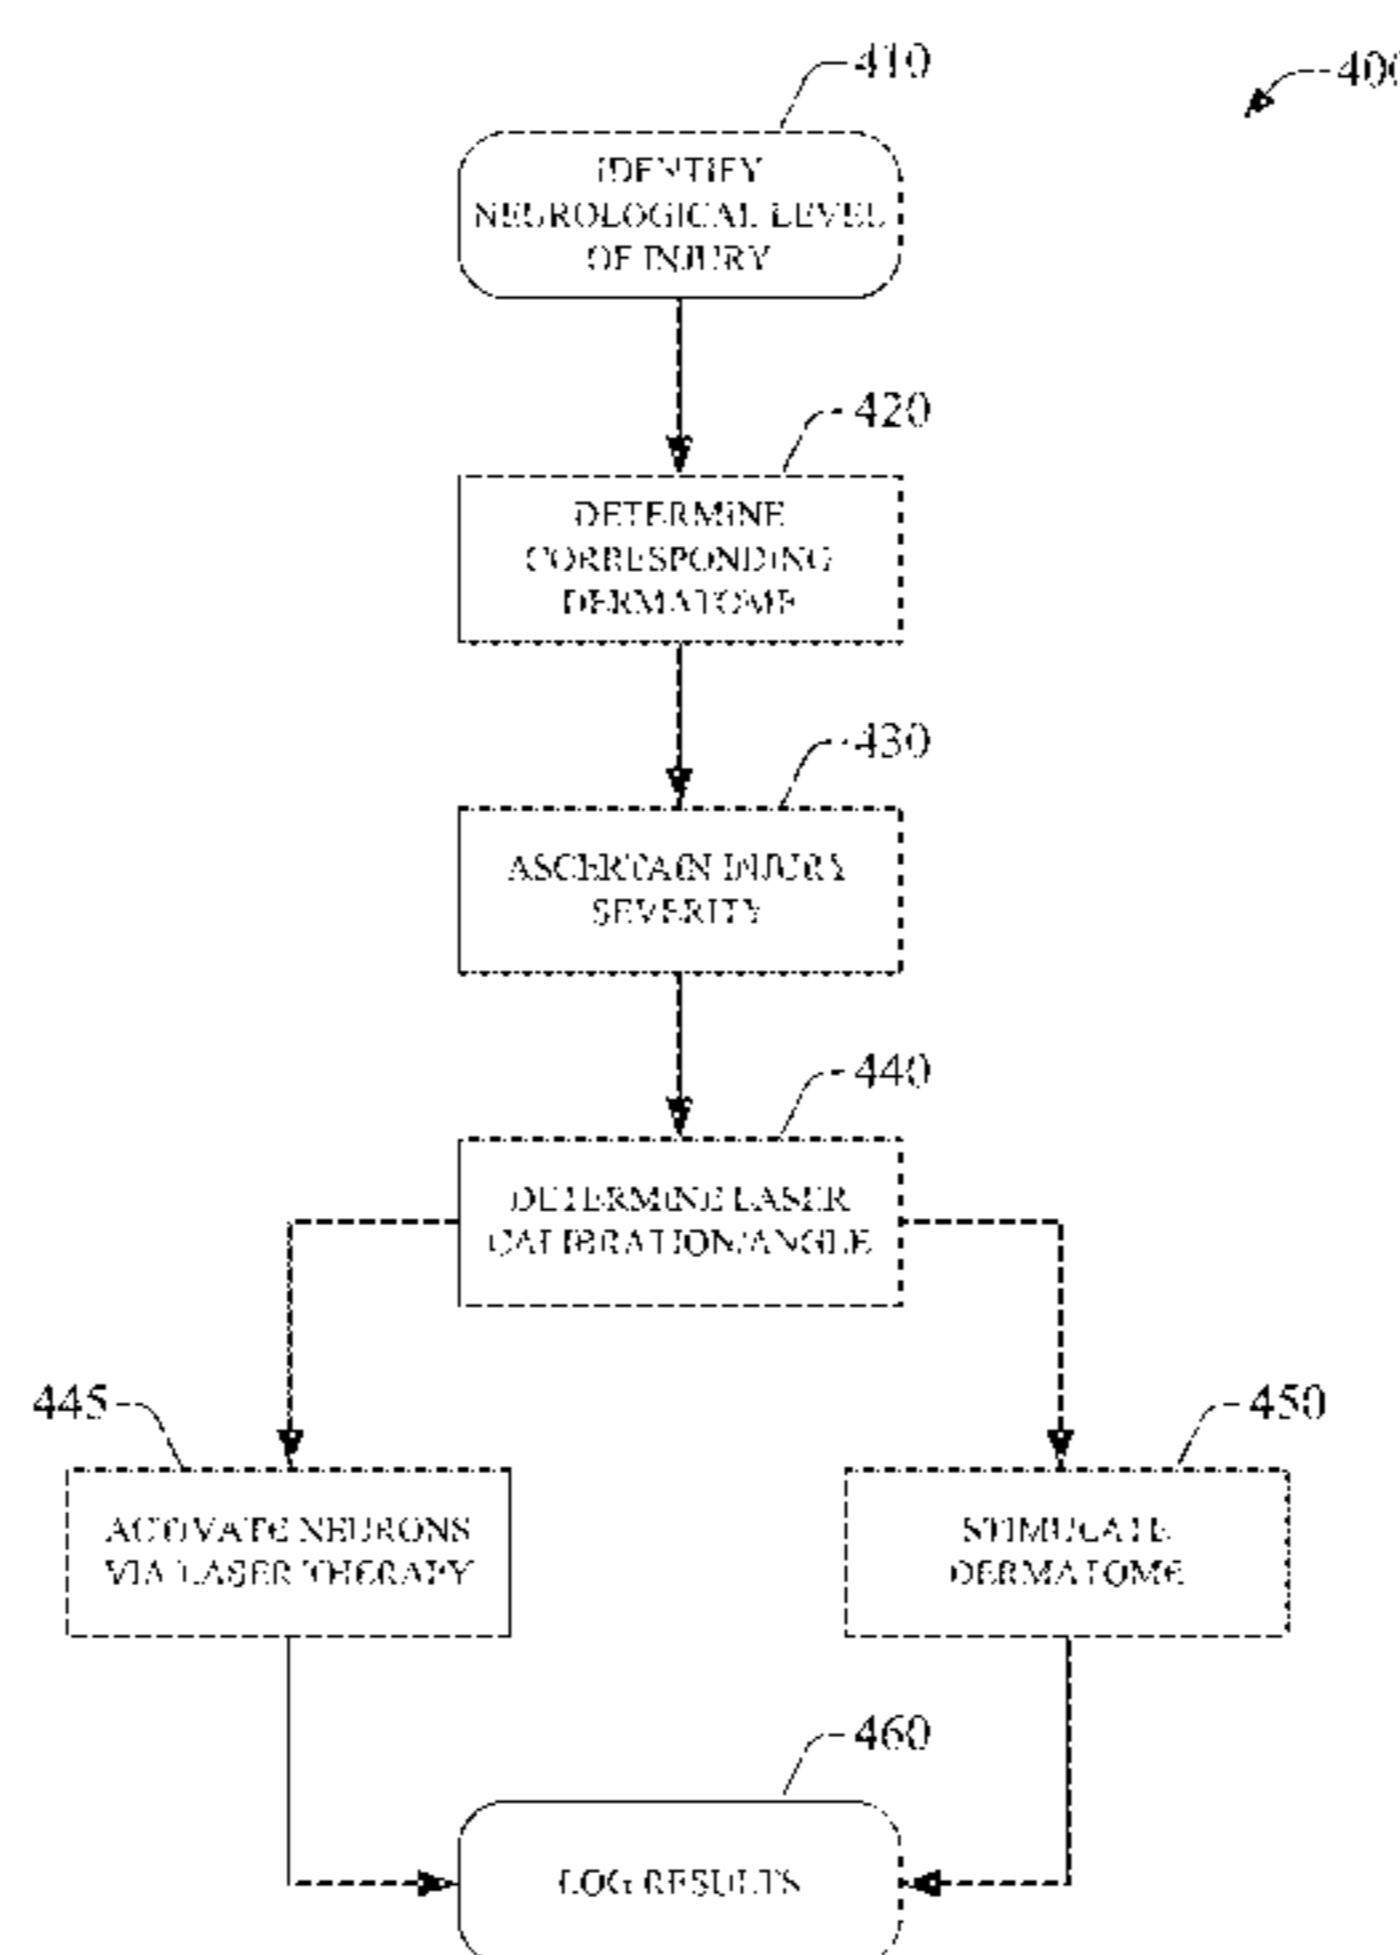 410
400
IDENTIFY
NEUROLOGICAL LEVEL
OF INJURY
420
DETERMINE
CORRESPONDING
DERMATOME
430
ASCERTAIN INJURY
SEVERITY
440
DETERMINE LASER
CALIBRATION/ANGLE
445
450
ACTIVATE NEURONS
VIA LASER THERAPY
STIMULATE
DERMATOME
460
LOG RESULTS